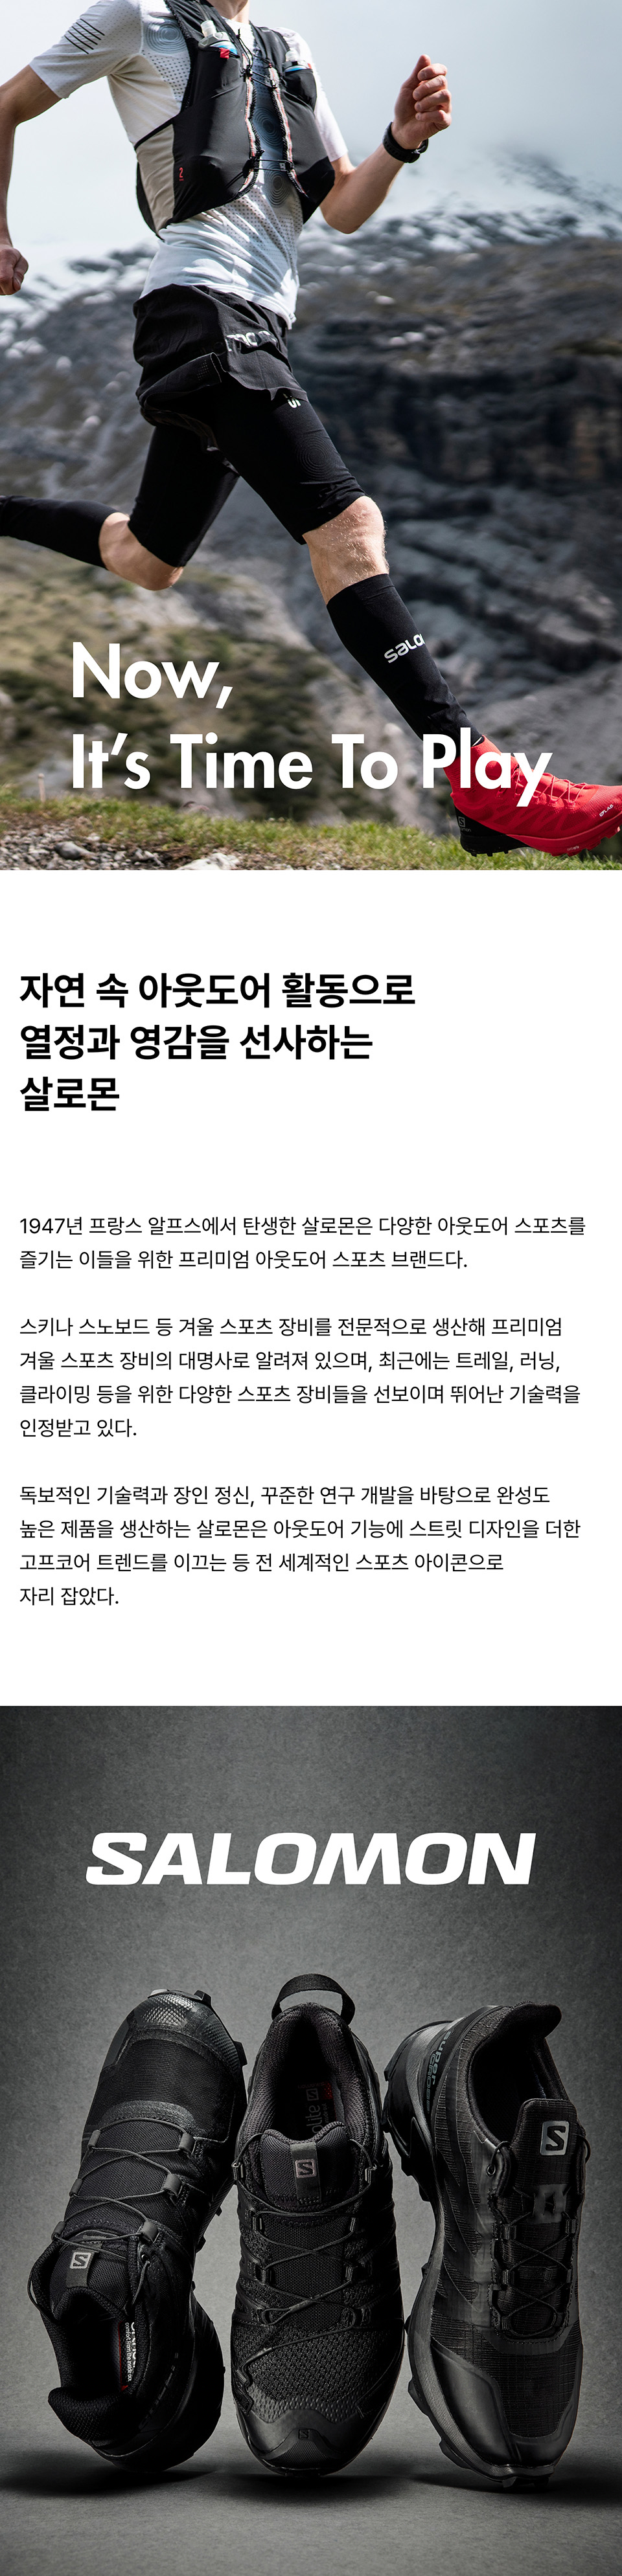 salo
S/LAB
Now,
It's Time To Play
자연 속 아웃도어 활동으로
열정과 영감을 선사하는
살로몬
1947년 프랑스 알프스에서 탄생한 살로몬은 다양한 아웃도어 스포츠를
즐기는 이들을 위한 프리미엄 아웃도어 스포츠 브랜드다.
스키나 스노보드 등 겨울 스포츠 장비를 전문적으로 생산해 프리미엄
겨울 스포츠 장비의 대명사로 알려져 있으며, 최근에는 트레일, 러닝,
클라이밍 등을 위한 다양한 스포츠 장비들을 선보이며 뛰어난 기술력을
인정받고 있다.
독보적인 기술력과 장인 정신, 꾸준한 연구 개발을 바탕으로 완성도
높은 제품을 생산하는 살로몬은 아웃도어 기능에 스트릿 디자인을 더한
고프코어 트렌드를 이끄는 등 전 세계적인 스포츠 아이콘으로
자리 잡았다.
SALOMON
S
S
S